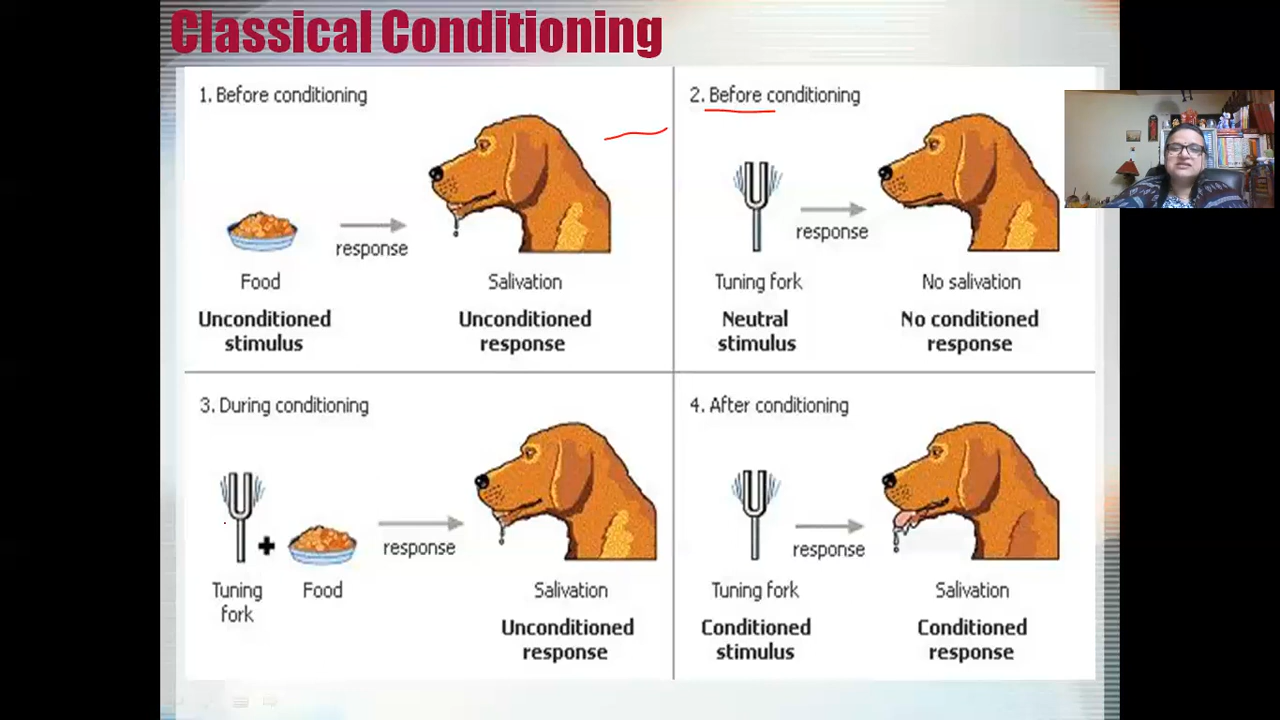 Classical Conditioning
1. Before conditioning
response
Food
Salivation
Unconditioned
stimulus
Unconditioned
response
2. Before conditioning
response
Tuning fork
No salivation
Neutral
stimulus
No conditioned
response
3. During conditioning
response
Tuning
fork
Food
Salivation
Unconditioned
response
4. After conditioning
response
Tuning fork
Salivation
Conditioned
stimulus
Conditioned
response